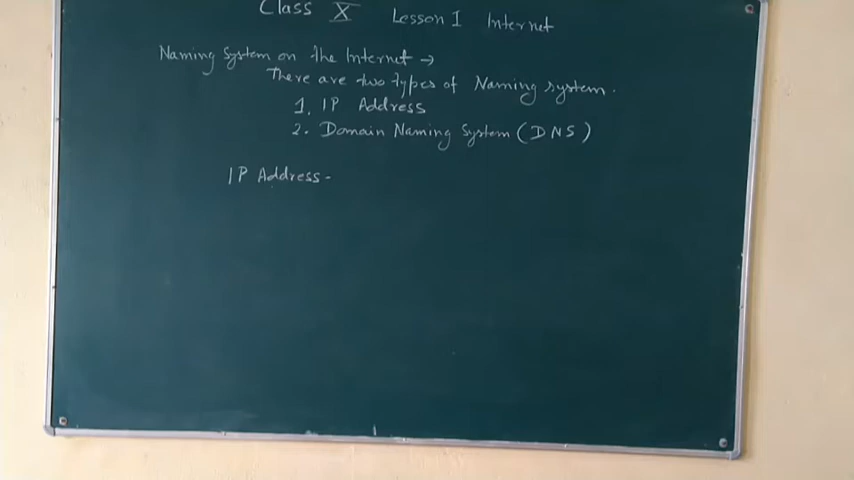 Class X Lesson I Internet
Naming System on the Internet →
There are two types of Naming system.
1. IP Address
2. Domain Naming System (DNS)
IP Address -